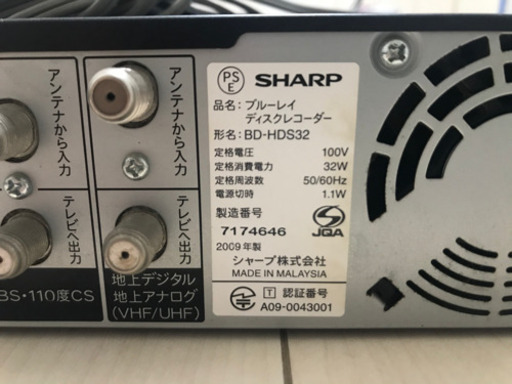 アンテナから入力
アンテナから入力
テレビへ出力
テレビへ出力
BS・110度CS
地上デジタル
地上アナログ
(VHF/UHF)
PS
E
SHARP
品名: ブルーレイ
ディスクレコーダー
形名: BD-HDS32
定格電圧 100V
定格消費電力 32W
定格周波数 50/60Hz
電源切時 1.1W
製造番号
7174646
JQA
2009年製
シャープ株式会社
MADE IN MALAYSIA
T 認証番号
A09-0043001